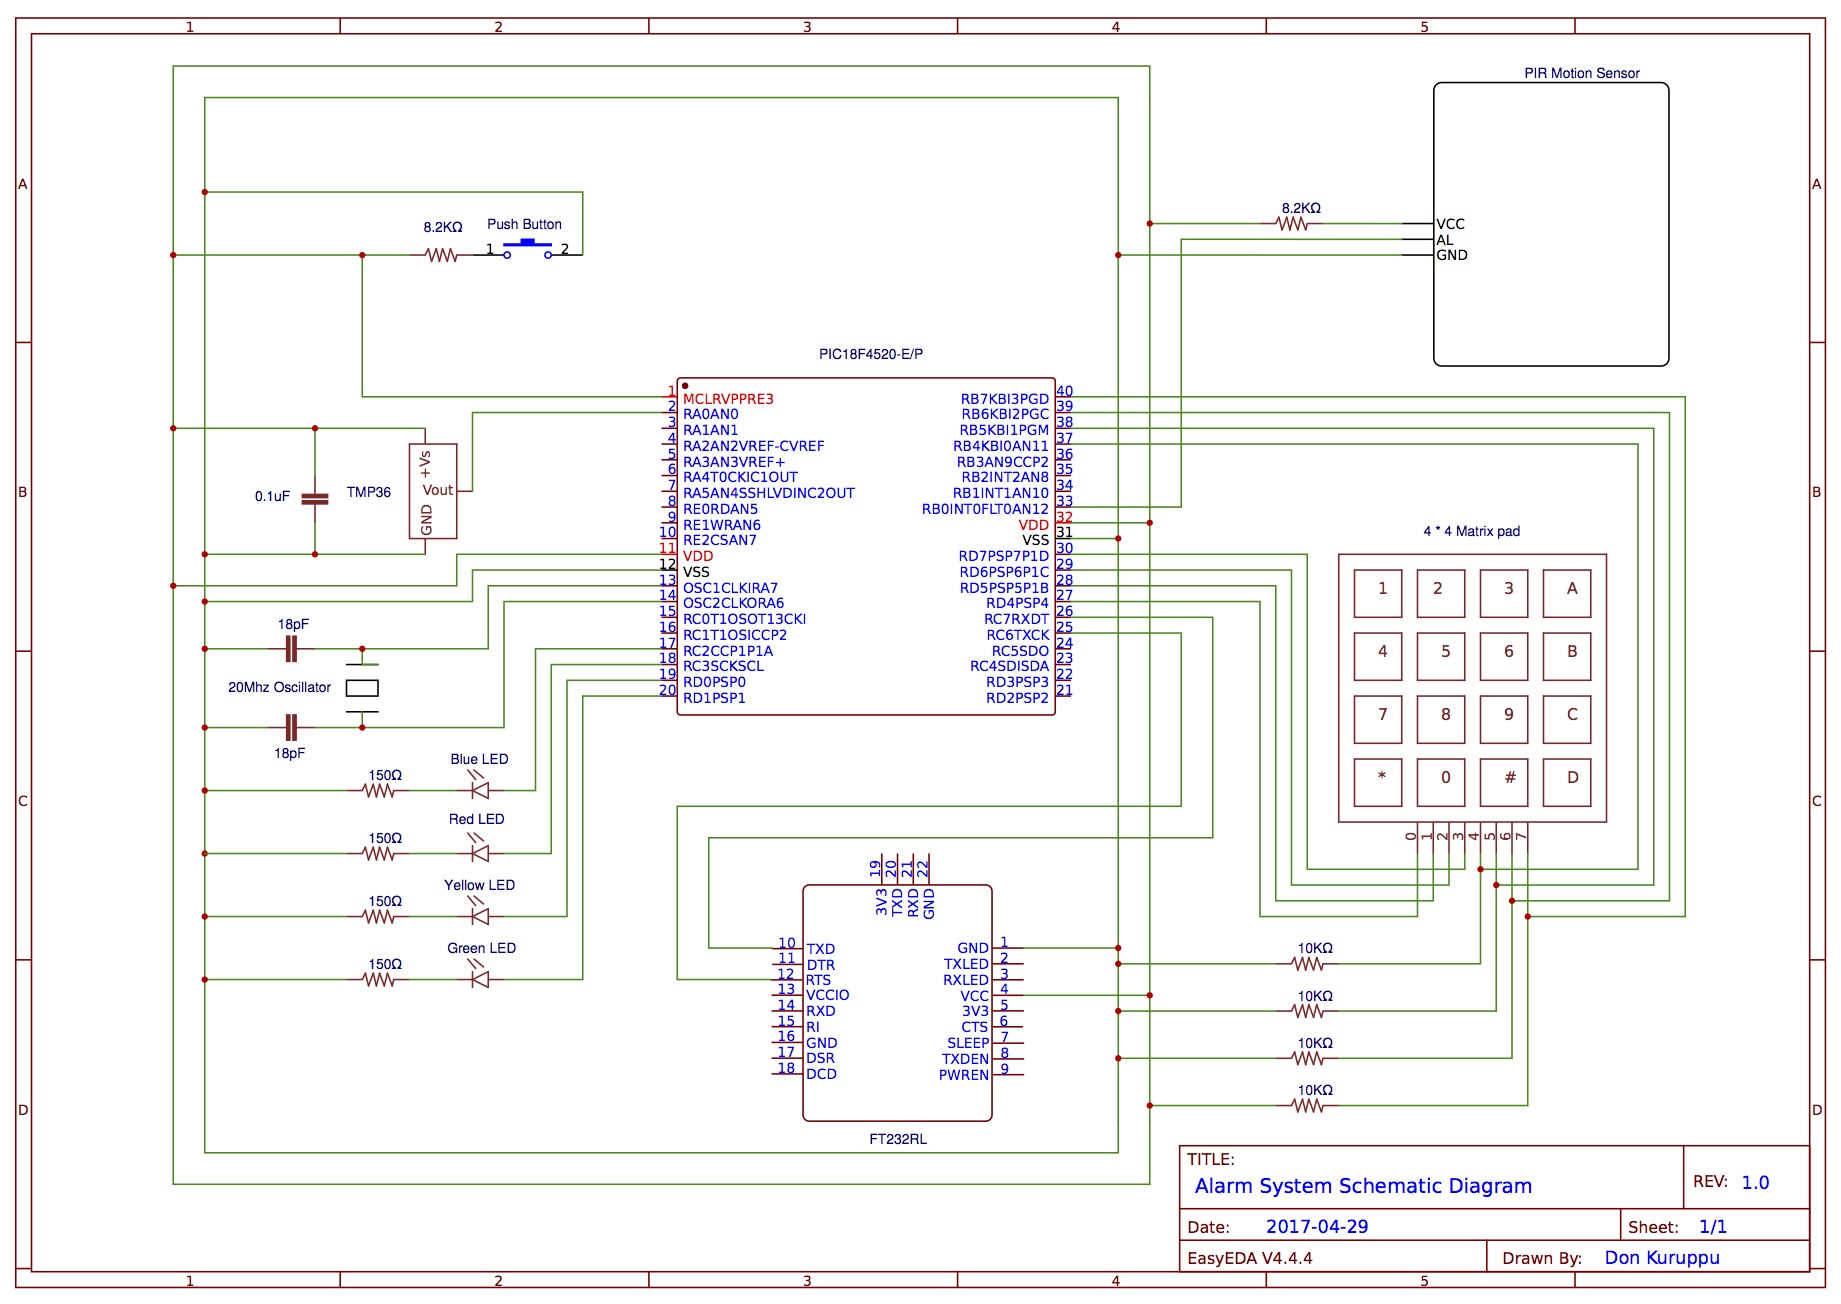 1 2 3 4 5
A
A
B
B
C
C
D
D
PIR Motion Sensor
8.2KΩ
VCC
AL
GND
8.2KΩ
Push Button
1
2
PIC18F4520-E/P
1 MCLRVPPRE3
2 RA0AN0
3 RA1AN1
4 RA2AN2VREF-CVREF
5 RA3AN3VREF+
6 RA4T0CKIC1OUT
7 RA5AN4SSHLVDINC2OUT
8 RE0RDAN5
9 RE1WRAN6
10 RE2CSAN7
11 VDD
12 VSS
13 OSC1CLKIRA7
14 OSC2CLKORA6
15 RC0T1OSOT13CKI
16 RC1T1OSICCP2
17 RC2CCP1P1A
18 RC3SCKSCL
19 RD0PSP0
20 RD1PSP1
RB7KBI3PGD 40
RB6KBI2PGC 39
RB5KBI1PGM 38
RB4KBI0AN11 37
RB3AN9CCP2 36
RB2INT2AN8 35
RB1INT1AN10 34
RB0INT0FLT0AN12 33
VDD 32
VSS 31
RD7PSP7P1D 30
RD6PSP6P1C 29
RD5PSP5P1B 28
RD4PSP4 27
RC7RXDT 26
RC6TXCK 25
RC5SDO 24
RC4SDISDA 23
RD3PSP3 22
RD2PSP2 21
0.1uF
TMP36
+Vs
Vout
GND
18pF
20Mhz Oscillator
18pF
Blue LED
150Ω
Red LED
150Ω
Yellow LED
150Ω
Green LED
150Ω
4 * 4 Matrix pad
1 2 3 A
4 5 6 B
7 8 9 C
* 0 # D
0 1 2 3 4 5 6 7
10KΩ
10KΩ
10KΩ
10KΩ
19 20 21 22
3V3 TXD RXD GND
10 TXD
11 DTR
12 RTS
13 VCCIO
14 RXD
15 RI
16 GND
17 DSR
18 DCD
GND 1
TXLED 2
RXLED 3
VCC 4
3V3 5
CTS 6
SLEEP 7
TXDEN 8
PWREN 9
FT232RL
TITLE:
Alarm System Schematic Diagram
REV: 1.0
Date: 2017-04-29
Sheet: 1/1
EasyEDA V4.4.4
Drawn By: Don Kuruppu
1 2 3 4 5